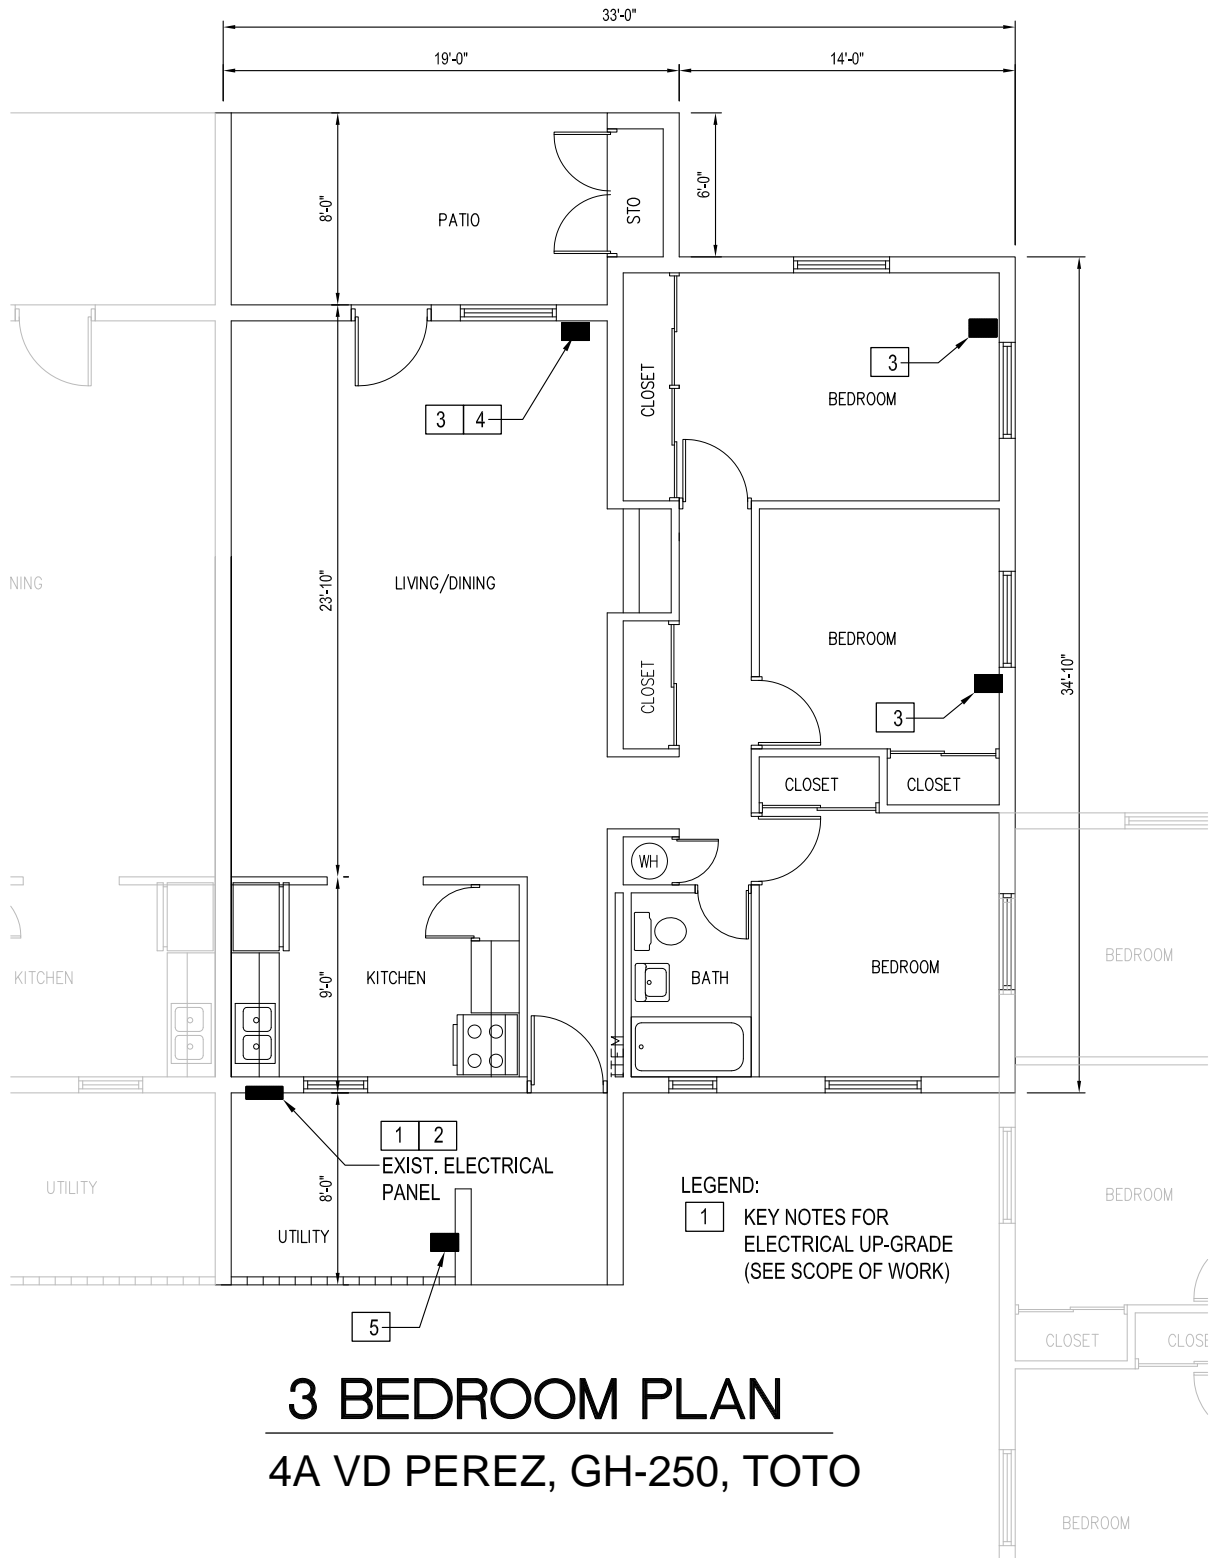 33'-0"
19'-0"
14'-0"
8'-0"
PATIO
STO
6'-0"
3
4
CLOSET
3
BEDROOM
NING
23'-10"
LIVING/DINING
BEDROOM
CLOSET
3
34'-10"
CLOSET
CLOSET
WH
KITCHEN
9'-0"
KITCHEN
BATH
BEDROOM
BEDROOM
ITEM
1
2
EXIST. ELECTRICAL
PANEL
UTILITY
8'-0"
UTILITY
LEGEND:
1
KEY NOTES FOR
ELECTRICAL UP-GRADE
(SEE SCOPE OF WORK)
BEDROOM
5
CLOSET
CLOSE
3 BEDROOM PLAN
4A VD PEREZ, GH-250, TOTO
BEDROOM